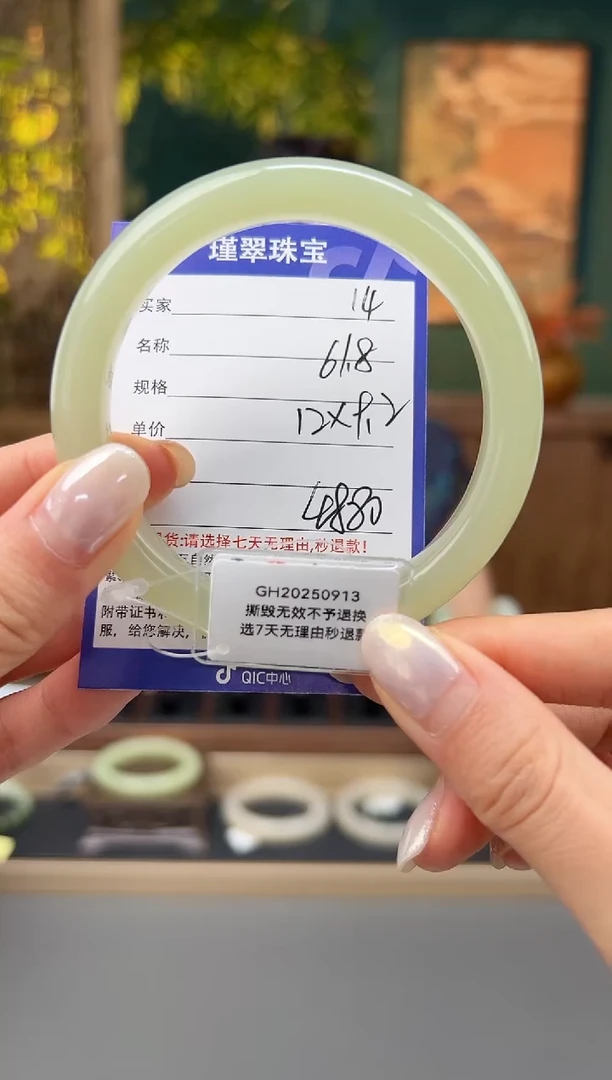 瑾翠珠宝
买家 14
名称 61.8
规格 12×9.2
单价
4880
货:请选择七天无理由,秒退款!
附带证书
服，给您解决，
GH20250913
撕毁无效不予退换
选7天无理由秒退款
QIC中心